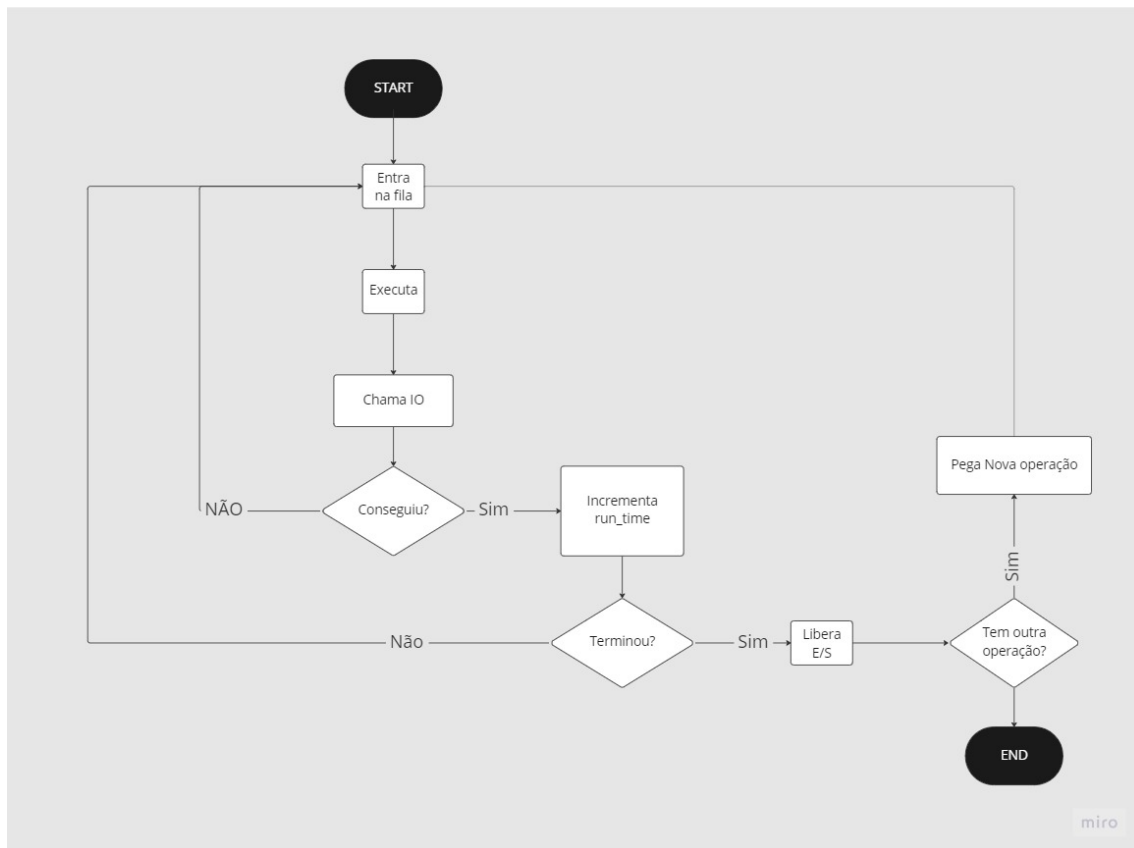 START
Entra
na fila
Executa
Chama IO
Pega Nova operação
Conseguiu?
NÃO
Sim
Incrementa
run_time
Sim
Terminou?
Não
Sim
Libera
E/S
Tem outra
operação?
END
miro